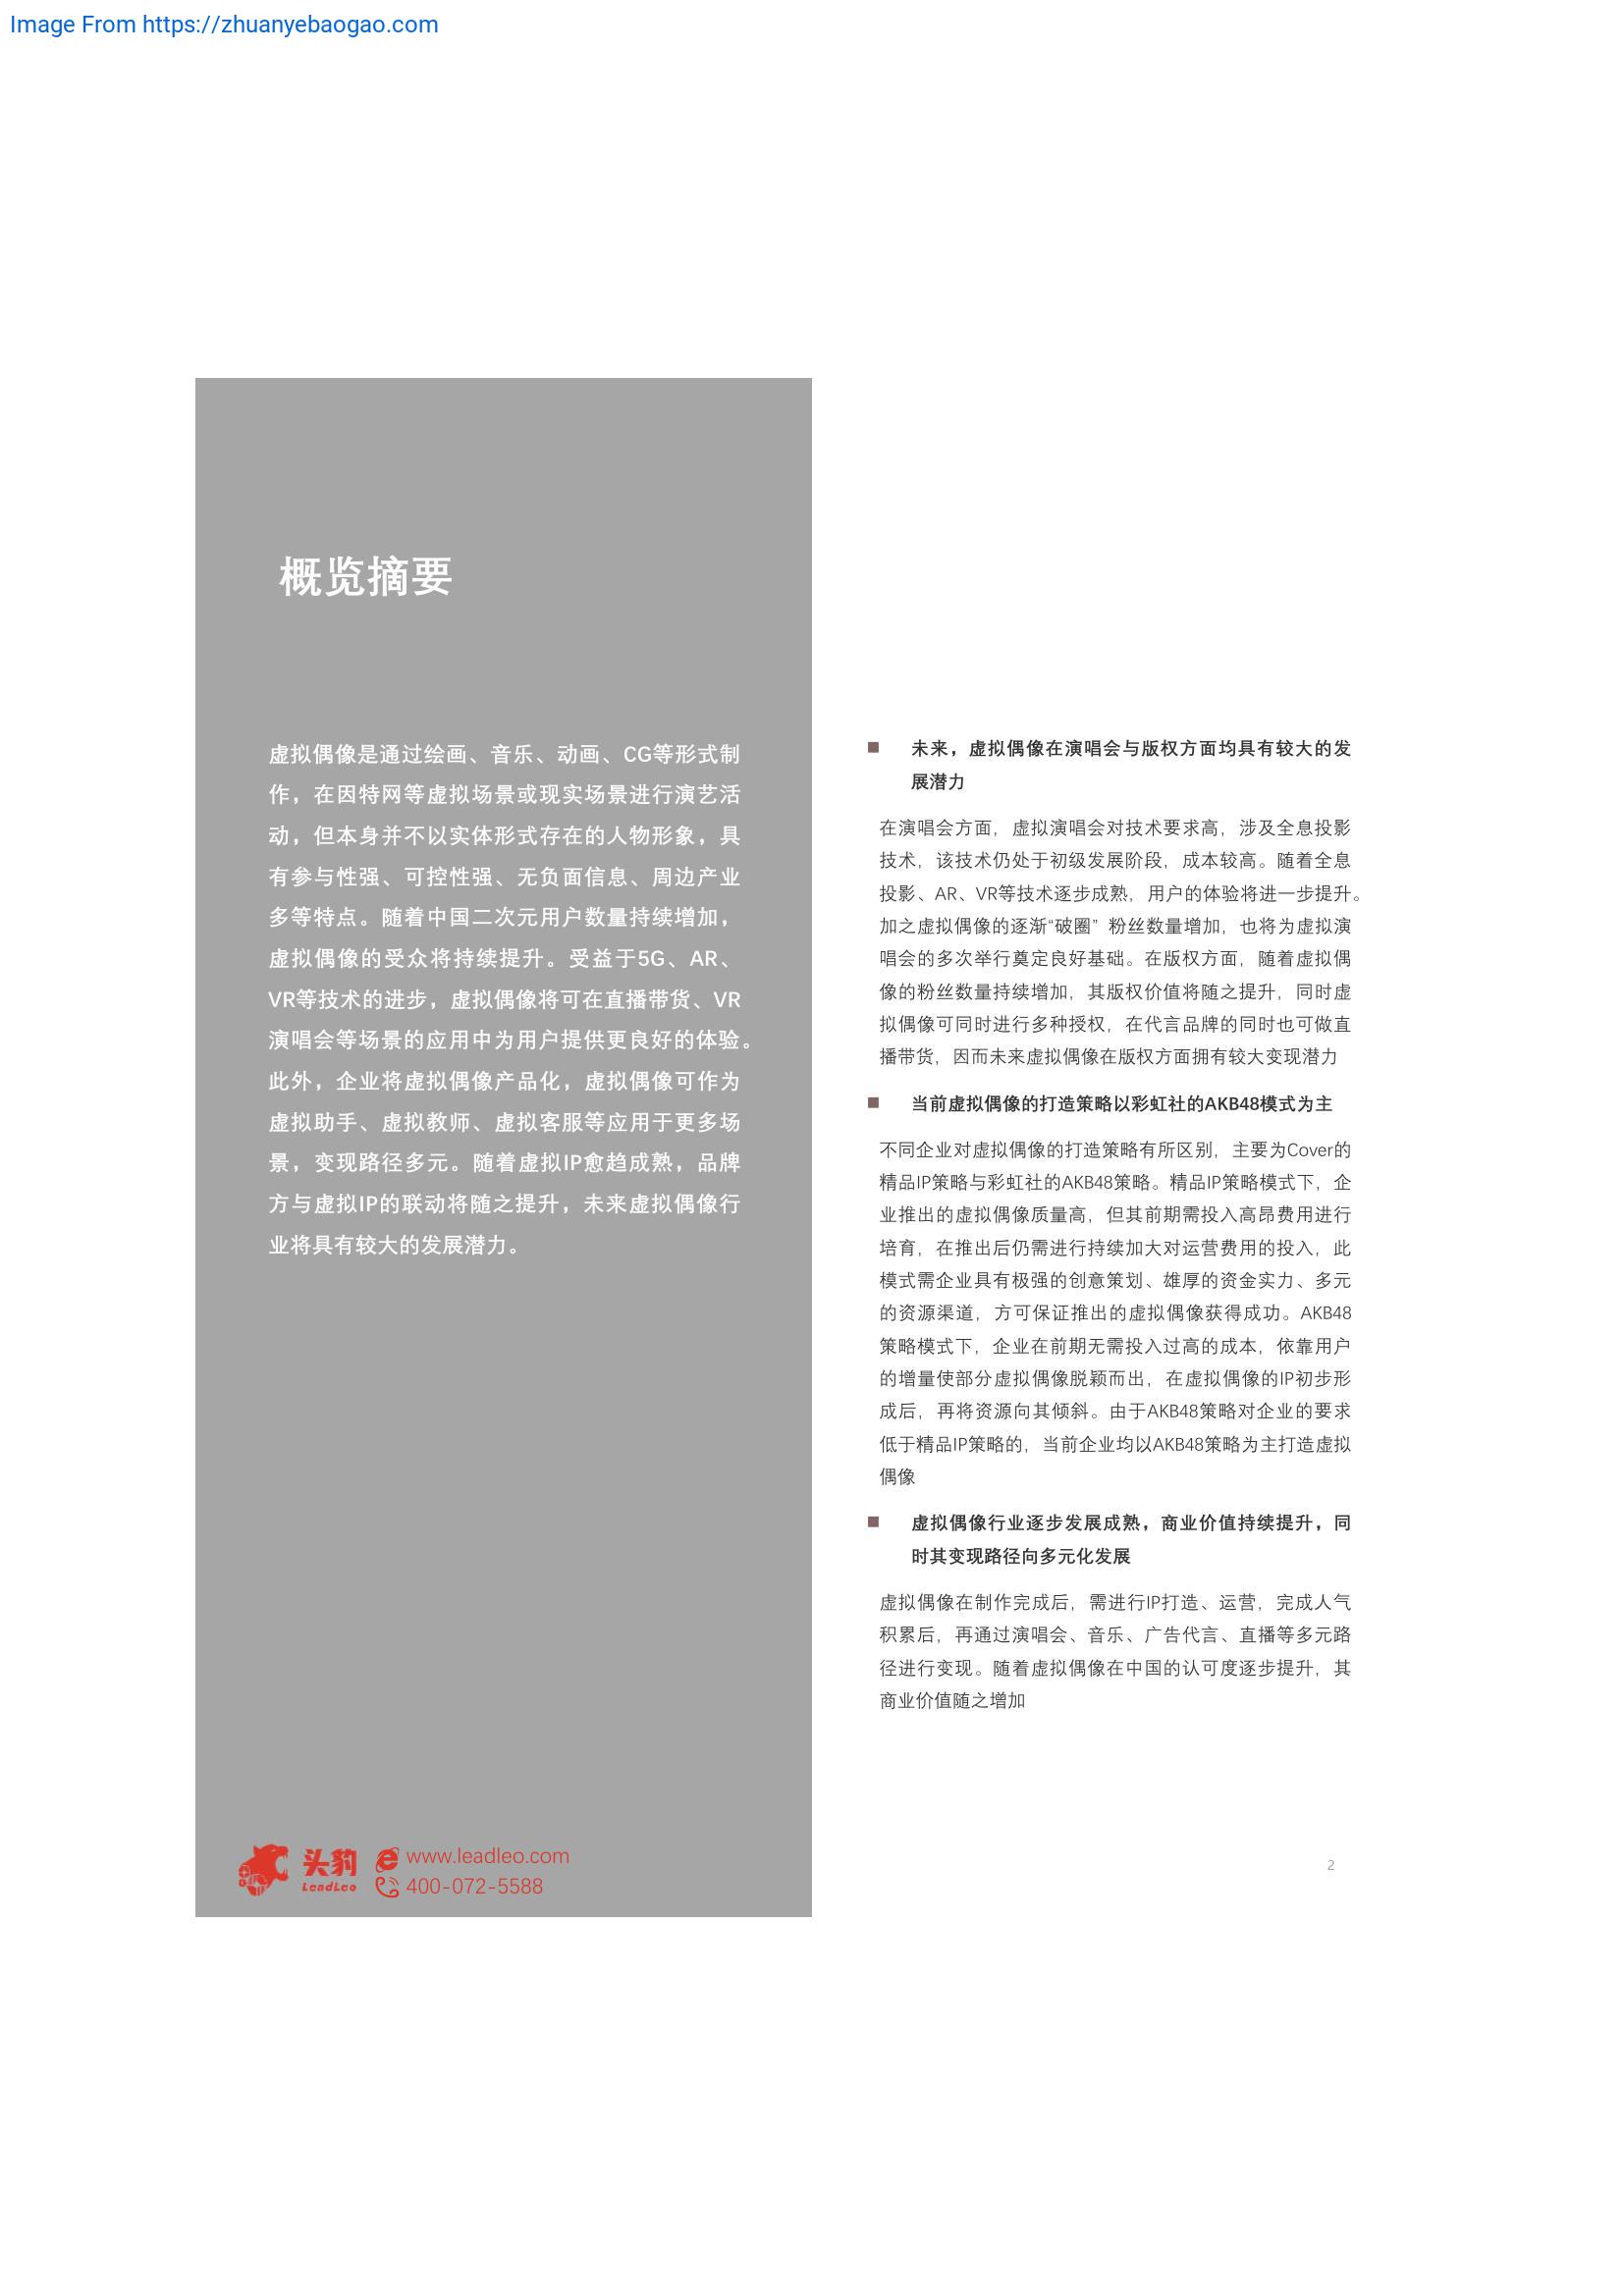 Image From https://zhuanyebaogao.com
概览摘要
虚拟偶像是通过绘画、音乐、动画、CG等形式制
作，在因特网等虚拟场景或现实场景进行演艺活
动，但本身并不以实体形式存在的人物形象，具
有参与性强、可控性强、无负面信息、周边产业
多等特点。随着中国二次元用户数量持续增加，
虚拟偶像的受众将持续提升。受益于5G、AR、
VR等技术的进步，虚拟偶像将可在直播带货、VR
演唱会等场景的应用中为用户提供更良好的体验。
此外，企业将虚拟偶像产品化，虚拟偶像可作为
虚拟助手、虚拟教师、虚拟客服等应用于更多场
景，变现路径多元。随着虚拟IP愈趋成熟，品牌
方与虚拟IP的联动将随之提升，未来虚拟偶像行
业将具有较大的发展潜力。
头豹
LeadLeo
www.leadleo.com
400-072-5588
未来，虚拟偶像在演唱会与版权方面均具有较大的发
展潜力
在演唱会方面，虚拟演唱会对技术要求高，涉及全息投影
技术，该技术仍处于初级发展阶段，成本较高。随着全息
投影、AR、VR等技术逐步成熟，用户的体验将进一步提升。
加之虚拟偶像的逐渐“破圈” 粉丝数量增加，也将为虚拟演
唱会的多次举行奠定良好基础。在版权方面，随着虚拟偶
像的粉丝数量持续增加，其版权价值将随之提升，同时虚
拟偶像可同时进行多种授权，在代言品牌的同时也可做直
播带货，因而未来虚拟偶像在版权方面拥有较大变现潜力
当前虚拟偶像的打造策略以彩虹社的AKB48模式为主
不同企业对虚拟偶像的打造策略有所区别，主要为Cover的
精品IP策略与彩虹社的AKB48策略。精品IP策略模式下，企
业推出的虚拟偶像质量高，但其前期需投入高昂费用进行
培育，在推出后仍需进行持续加大对运营费用的投入，此
模式需企业具有极强的创意策划、雄厚的资金实力、多元
的资源渠道，方可保证推出的虚拟偶像获得成功。AKB48
策略模式下，企业在前期无需投入过高的成本，依靠用户
的增量使部分虚拟偶像脱颖而出，在虚拟偶像的IP初步形
成后，再将资源向其倾斜。由于AKB48策略对企业的要求
低于精品IP策略的，当前企业均以AKB48策略为主打造虚拟
偶像
虚拟偶像行业逐步发展成熟，商业价值持续提升，同
时其变现路径向多元化发展
虚拟偶像在制作完成后，需进行IP打造、运营，完成人气
积累后，再通过演唱会、音乐、广告代言、直播等多元路
径进行变现。随着虚拟偶像在中国的认可度逐步提升，其
商业价值随之增加
2